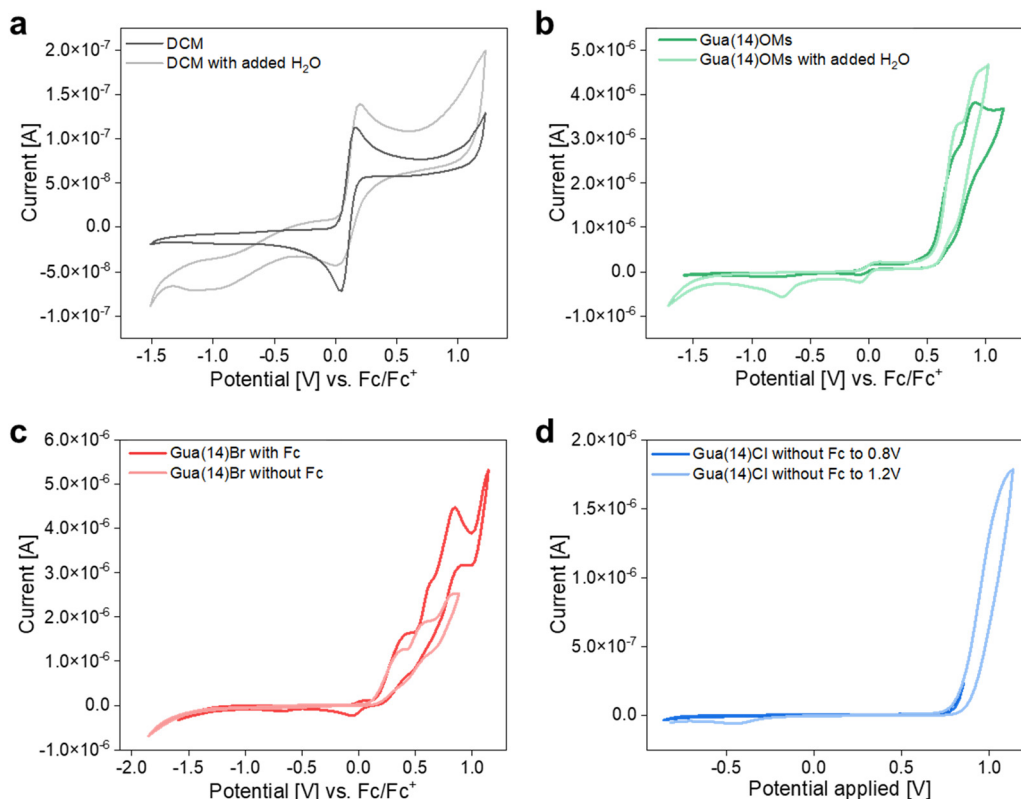 a
DCM
DCM with added H₂O
2.0×10⁻⁷
1.5×10⁻⁷
1.0×10⁻⁷
5.0×10⁻⁸
0.0
-5.0×10⁻⁸
-1.0×10⁻⁷
Current [A]
-1.5 -1.0 -0.5 0.0 0.5 1.0
Potential [V] vs. Fc/Fc⁺
b
Gua(14)OMs
Gua(14)OMs with added H₂O
5.0×10⁻⁶
4.0×10⁻⁶
3.0×10⁻⁶
2.0×10⁻⁶
1.0×10⁻⁶
0.0
-1.0×10⁻⁶
Current [A]
-1.5 -1.0 -0.5 0.0 0.5 1.0
Potential [V] vs. Fc/Fc⁺
c
Gua(14)Br with Fc
Gua(14)Br without Fc
6.0×10⁻⁶
5.0×10⁻⁶
4.0×10⁻⁶
3.0×10⁻⁶
2.0×10⁻⁶
1.0×10⁻⁶
0.0
-1.0×10⁻⁶
Current [A]
-2.0 -1.5 -1.0 -0.5 0.0 0.5 1.0
Potential [V] vs. Fc/Fc⁺
d
Gua(14)Cl without Fc to 0.8V
Gua(14)Cl without Fc to 1.2V
2.0×10⁻⁶
1.5×10⁻⁶
1.0×10⁻⁶
5.0×10⁻⁷
0.0
Current [A]
-0.5 0.0 0.5 1.0
Potential applied [V]